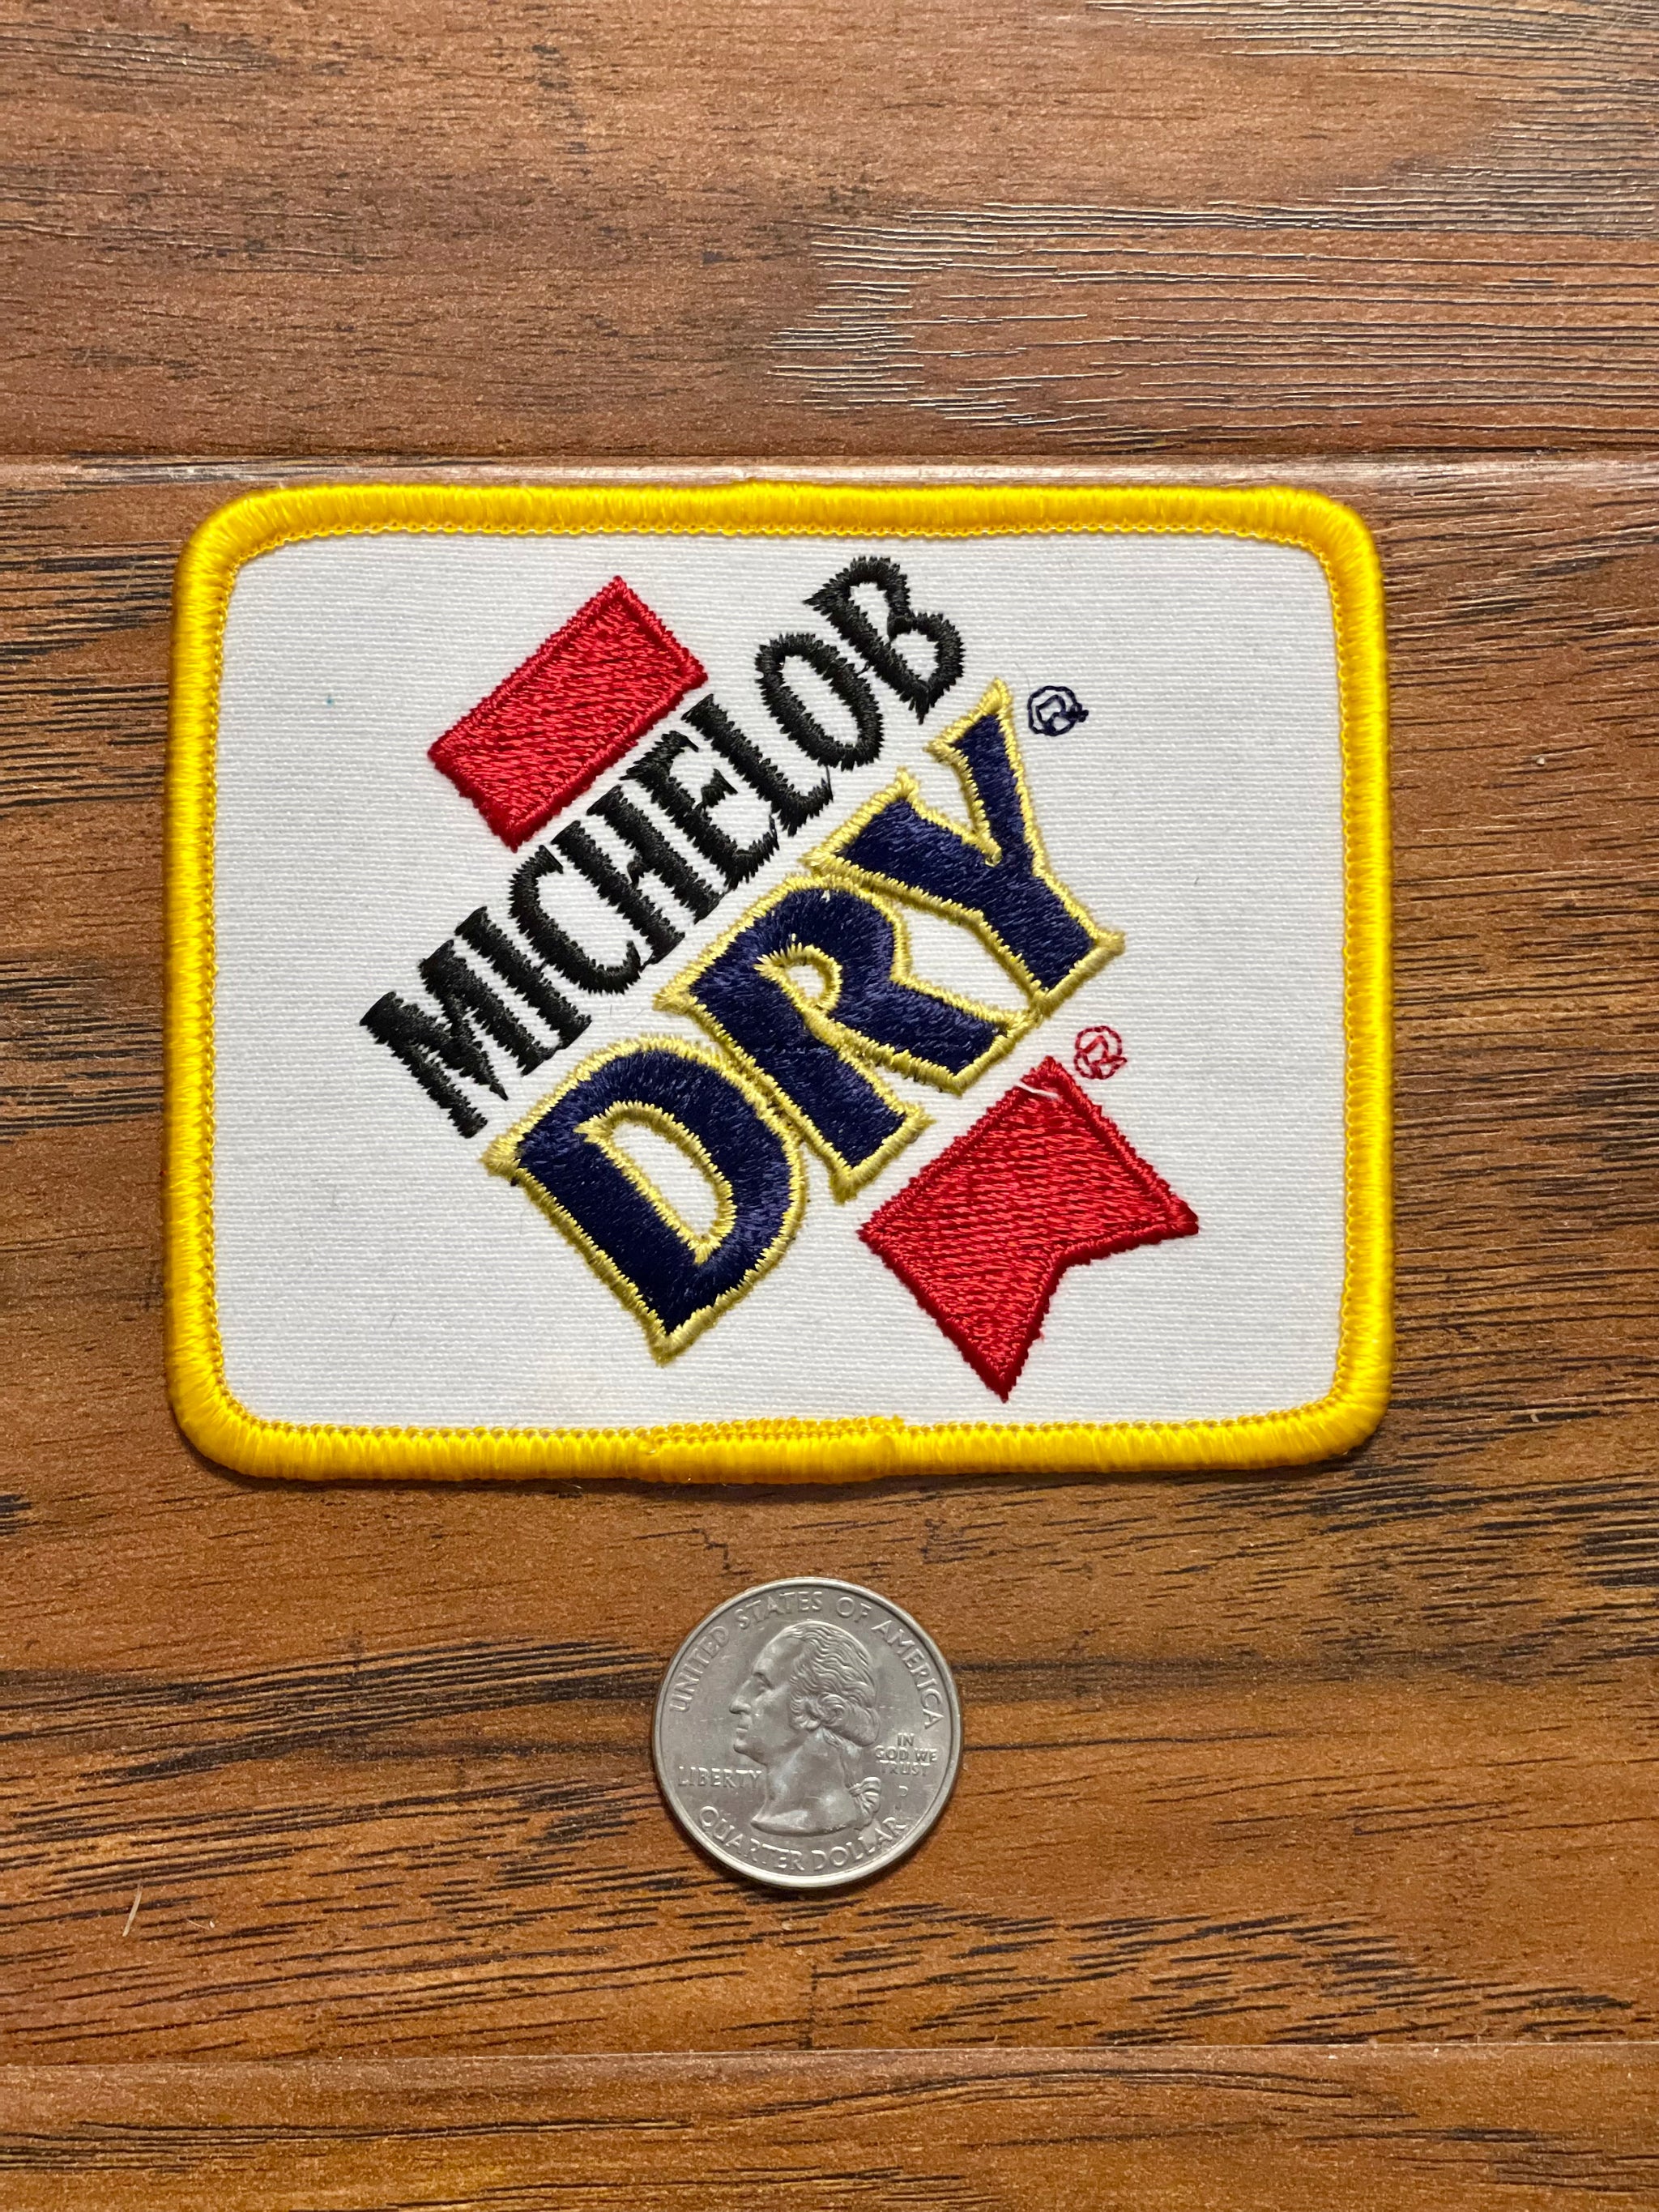 MICHELOB
DRY®
®
UNITED STATES OF AMERICA
LIBERTY
IN
GOD WE
TRUST
D
QUARTER DOLLAR